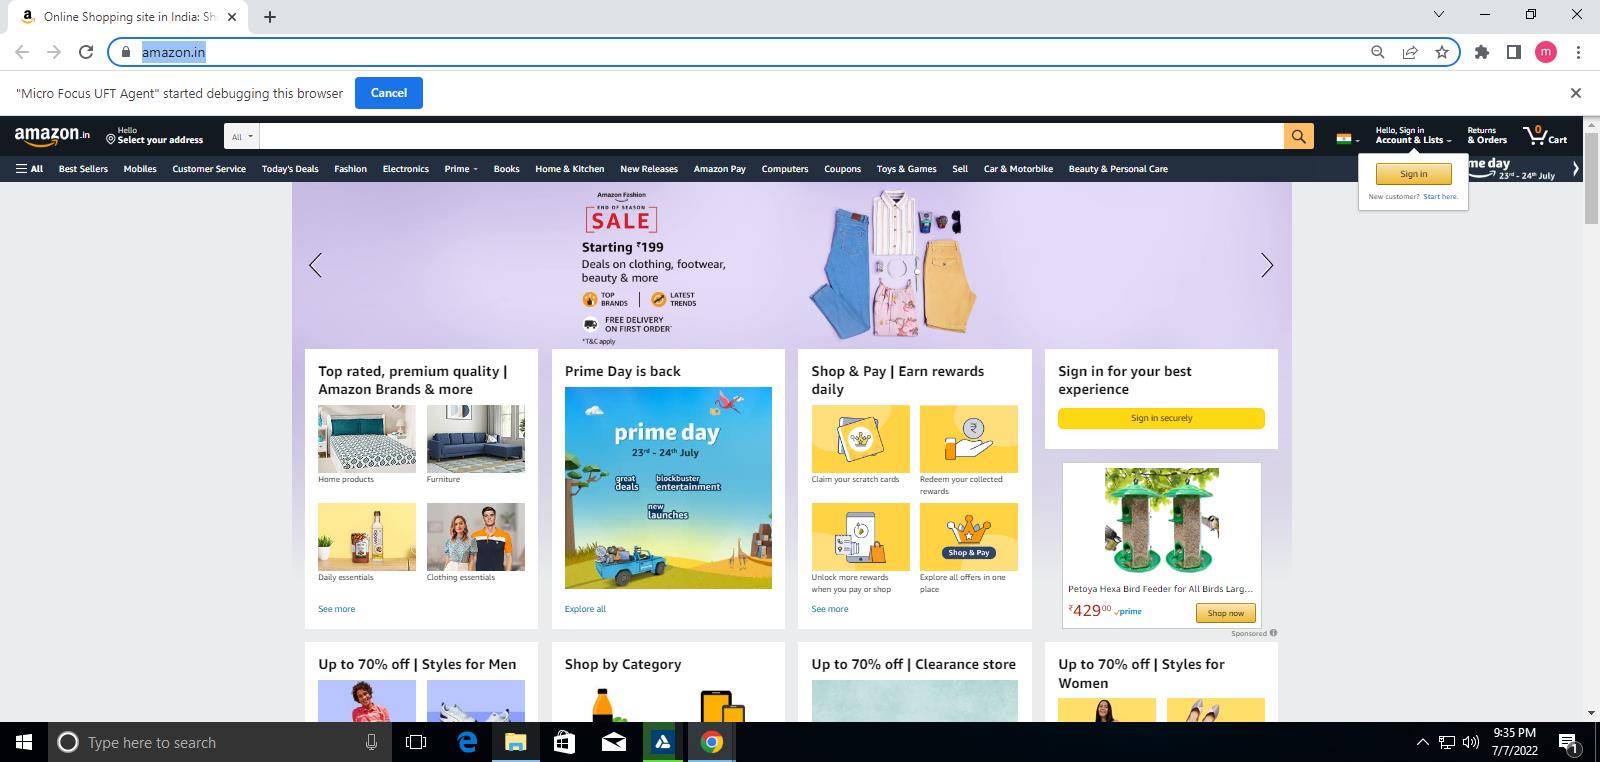 Online Shopping site in India: Sh
amazon.in
"Micro Focus UFT Agent" started debugging this browser
Cancel
m
amazon.in
Hello
Select your address
All
Hello, Sign in
Account & Lists
Returns
& Orders
0
Cart
All
Best Sellers
Mobiles
Customer Service
Today's Deals
Fashion
Electronics
Prime
Books
Home & Kitchen
New Releases
Amazon Pay
Computers
Coupons
Toys & Games
Sell
Car & Motorbike
Beauty & Personal Care
me day
23rd - 24th July
Sign in
New customer? Start here.
Amazon Fashion
END OF SEASON
SALE
Starting ₹199
Deals on clothing, footwear,
beauty & more
TOP
BRANDS
LATEST
TRENDS
FREE DELIVERY
ON FIRST ORDER*
*T&C apply
Top rated, premium quality |
Amazon Brands & more
Home products
Furniture
Daily essentials
Clothing essentials
See more
Prime Day is back
prime day
23rd - 24th July
great
deals
blockbuster
entertainment
new
launches
Explore all
Shop & Pay | Earn rewards
daily
Claim your scratch cards
Redeem your collected
rewards
Unlock more rewards
when you pay or shop
Shop & Pay
Explore all offers in one
place
See more
Sign in for your best
experience
Sign in securely
Petoya Hexa Bird Feeder for All Birds Larg...
₹429⁰⁰ prime
Shop now
Sponsored
Up to 70% off | Styles for Men
Shop by Category
Up to 70% off | Clearance store
Up to 70% off | Styles for
Women
Type here to search
9:35 PM
7/7/2022
1